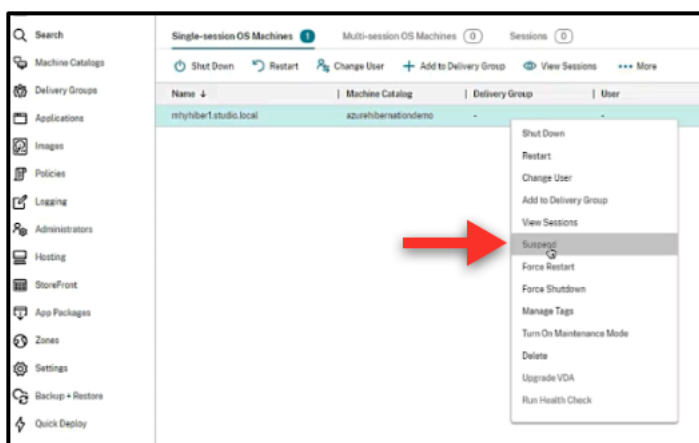 Search
Machine Catalogs
Delivery Groups
Applications
Images
Policies
Logging
Administrators
Hosting
StoreFront
App Packages
Zones
Settings
Backup + Restore
Quick Deploy
Single-session OS Machines 1 Multi-session OS Machines 0 Sessions 0
Shut Down Restart Change User Add to Delivery Group View Sessions More
Name ↓ Machine Catalog Delivery Group User
mhyhiber1.studio.local azurehibernationdemo - -
Shut Down
Restart
Change User
Add to Delivery Group
View Sessions
Suspend
Force Restart
Force Shutdown
Manage Tags
Turn On Maintenance Mode
Delete
Upgrade VDA
Run Health Check